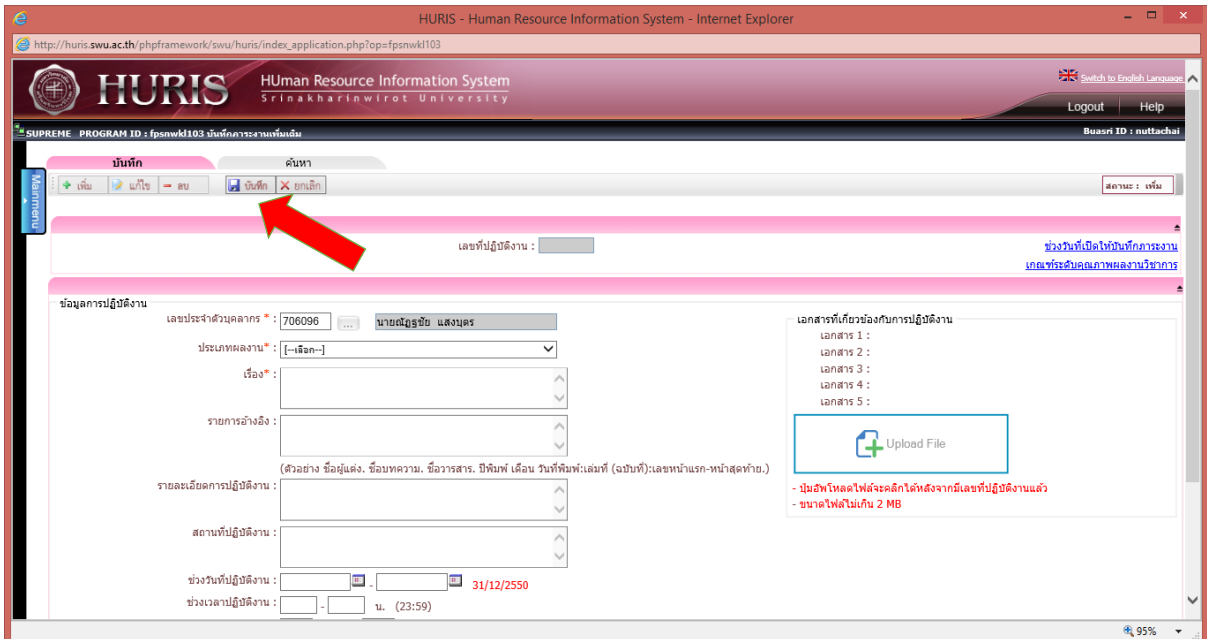 HURIS - Human Resource Information System - Internet Explorer
http://huris.swu.ac.th/phpframework/swu/huris/index_application.php?op=fpsnwkl103
HURIS HUman Resource Information System
Srinakharinwirot University
Switch to English Language
Logout Help
SUPREME PROGRAM ID : fpsnwkl103 บันทึกภาระงานเพิ่มเติม Buasri ID : nuttachai
บันทึก ค้นหา
Mainmenu
เพิ่ม แก้ไข ลบ บันทึก ยกเลิก สถานะ : เพิ่ม
เลขที่ปฏิบัติงาน : ช่วงวันที่เปิดให้บันทึกภาระงาน
เกณฑ์ระดับคุณภาพผลงานวิชาการ
ข้อมูลการปฏิบัติงาน
เลขประจำตัวบุคลากร * : 706096 ... นายณัฏฐชัย แสงบุตร
ประเภทผลงาน* : [--เลือก--]
เรื่อง* :
รายการอ้างอิง :
(ตัวอย่าง ชื่อผู้แต่ง. ชื่อบทความ. ชื่อวารสาร. ปีพิมพ์ เดือน วันที่พิมพ์:เล่มที่ (ฉบับที่):เลขหน้าแรก-หน้าสุดท้าย.)
รายละเอียดการปฏิบัติงาน :
สถานที่ปฏิบัติงาน :
ช่วงวันที่ปฏิบัติงาน : - 31/12/2550
ช่วงเวลาปฏิบัติงาน : - น. (23:59)
เอกสารที่เกี่ยวข้องกับการปฏิบัติงาน
เอกสาร 1 :
เอกสาร 2 :
เอกสาร 3 :
เอกสาร 4 :
เอกสาร 5 :
Upload File
- ปุ่มอัพโหลดไฟล์จะคลิกได้หลังจากมีเลขที่ปฏิบัติงานแล้ว
- ขนาดไฟล์ไม่เกิน 2 MB
95%